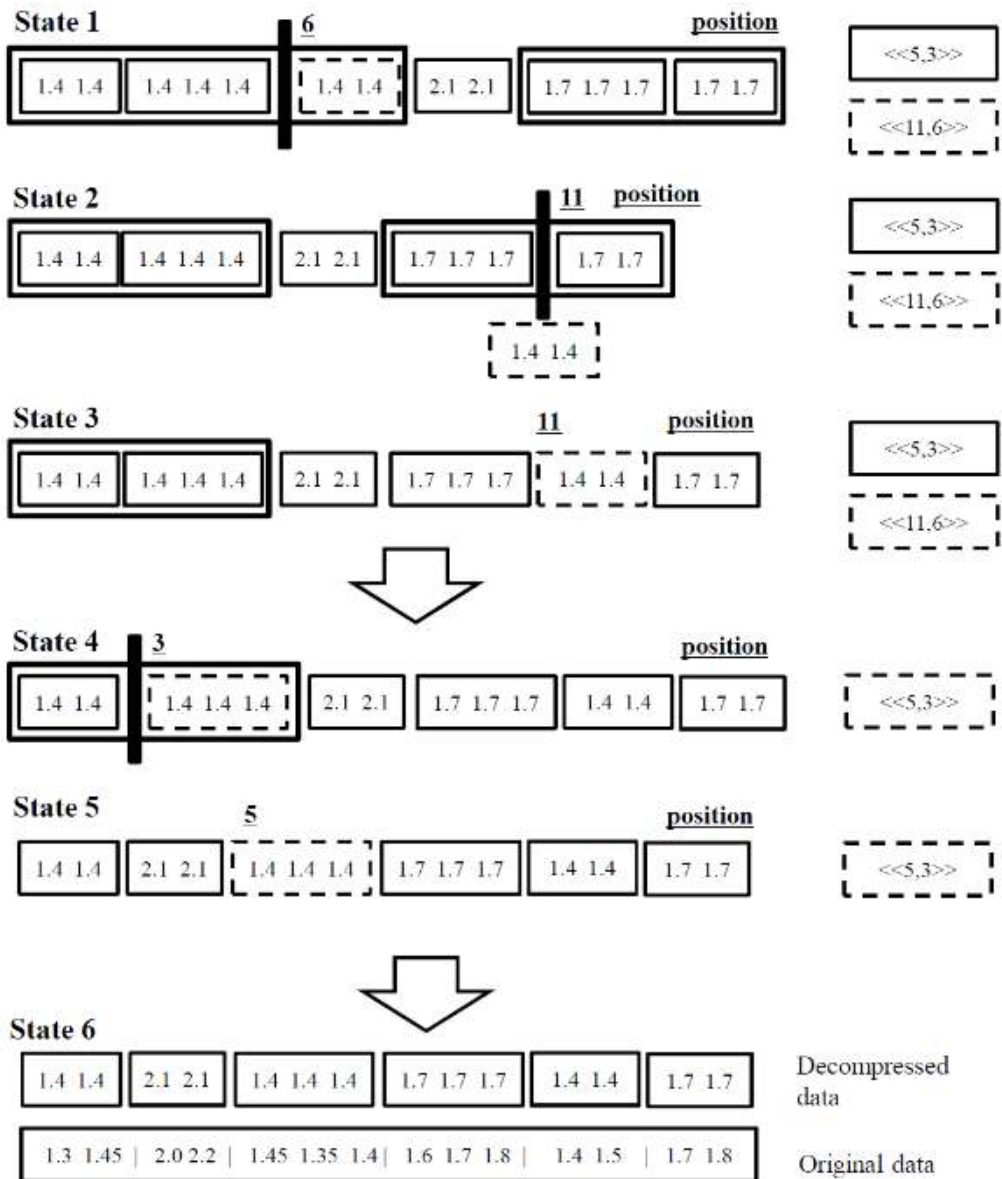 State 1 6 position
1.4 1.4 1.4 1.4 1.4 1.4 1.4 2.1 2.1 1.7 1.7 1.7 1.7 1.7 <<5,3>>
<<11,6>>
State 2 11 position
1.4 1.4 1.4 1.4 1.4 2.1 2.1 1.7 1.7 1.7 1.7 1.7 <<5,3>>
<<11,6>>
1.4 1.4
State 3 11 position
1.4 1.4 1.4 1.4 1.4 2.1 2.1 1.7 1.7 1.7 1.4 1.4 1.7 1.7 <<5,3>>
<<11,6>>
State 4 3 position
1.4 1.4 1.4 1.4 1.4 2.1 2.1 1.7 1.7 1.7 1.4 1.4 1.7 1.7 <<5,3>>
State 5 5 position
1.4 1.4 2.1 2.1 1.4 1.4 1.4 1.7 1.7 1.7 1.4 1.4 1.7 1.7 <<5,3>>
State 6
1.4 1.4 2.1 2.1 1.4 1.4 1.4 1.7 1.7 1.7 1.4 1.4 1.7 1.7 Decompressed
data
1.3 1.45 | 2.0 2.2 | 1.45 1.35 1.4 | 1.6 1.7 1.8 | 1.4 1.5 | 1.7 1.8 Original data